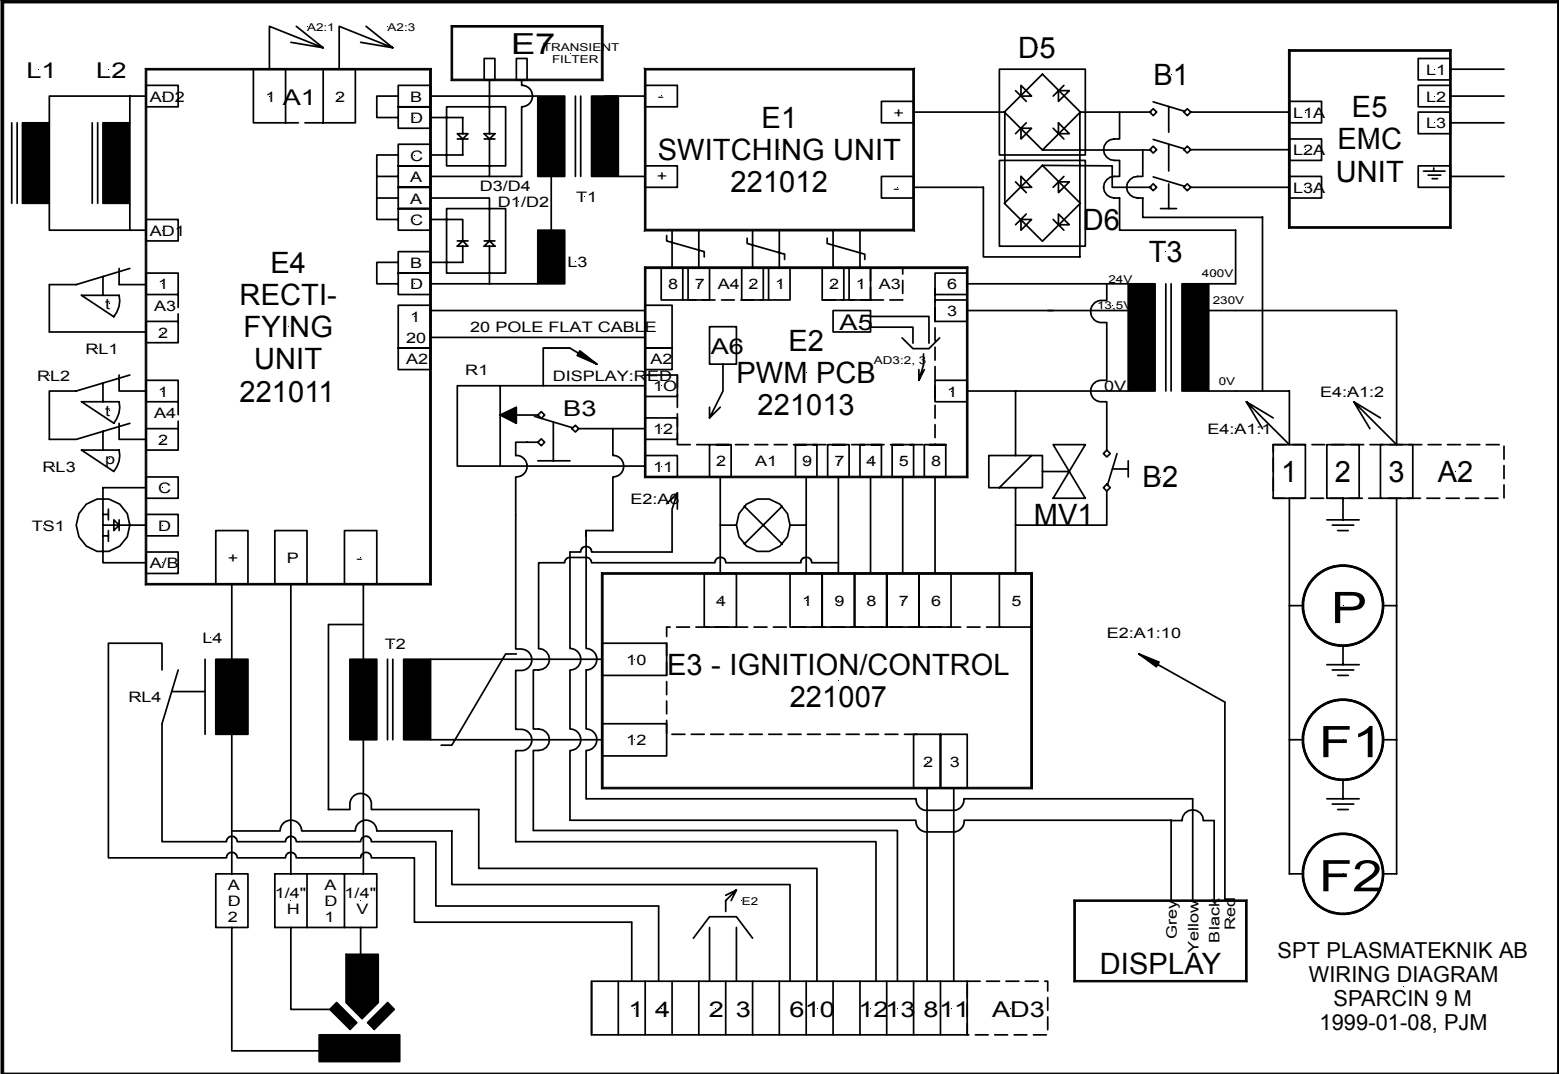 A2:1
A2:3
L1
L2
AD2
1
A1
2
AD1
E4
RECTI-
FYING
UNIT
221011
B
D
C
A
A
C
B
D
1
20
A2
E7
TRANSIENT
FILTER
D3/D4
D1/D2
T1
L3
-
+
E1
SWITCHING UNIT
221012
+
-
D5
D6
B1
E5
EMC
UNIT
L1A
L2A
L3A
L1
L2
L3
T3
24V
13.5V
0V
400V
230V
0V
1
A3
2
t
RL1
RL2
1
A4
2
t
RL3
p
TS1
C
D
A/B
+
P
-
20 POLE FLAT CABLE
R1
DISPLAY:RED
B3
8
7
A4
2
1
2
1
A3
6
3
1
A5
A6
AD3:2, 3
E2
PWM PCB
221013
A2
10
12
11
2
A1
9
7
4
5
8
E2:A6
MV1
B2
E4:A1:1
E4:A1:2
1
2
3
A2
P
F1
F2
4
1
9
8
7
6
5
10
12
E3 - IGNITION/CONTROL
221007
2
3
L4
RL4
T2
E2:A1:10
AD2
1/4"
H
AD1
1/4"
V
E2
1
4
2
3
6
10
12
13
8
11
AD3
Grey
Yellow
Black
Red
DISPLAY
SPT PLASMATEKNIK AB
WIRING DIAGRAM
SPARCIN 9 M
1999-01-08, PJM